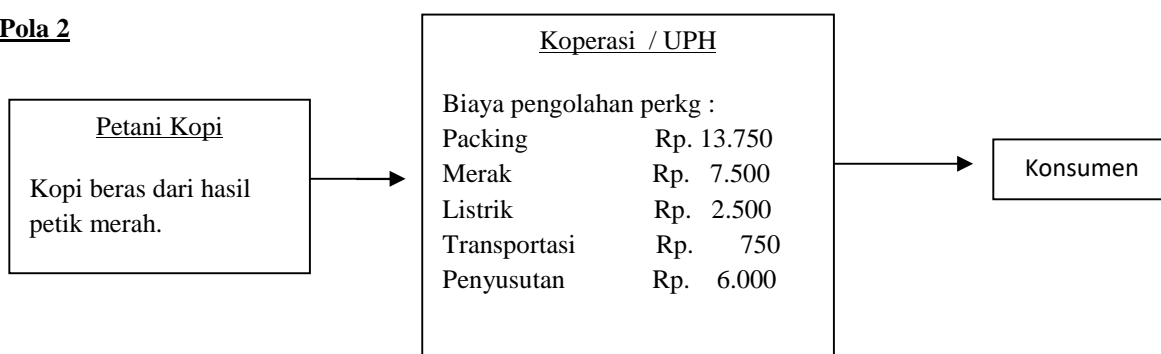 Pola 2
Petani Kopi
Kopi beras dari hasil
petik merah.
Koperasi / UPH
Biaya pengolahan perkg :
Packing Rp. 13.750
Merak Rp. 7.500
Listrik Rp. 2.500
Transportasi Rp. 750
Penyusutan Rp. 6.000
Konsumen